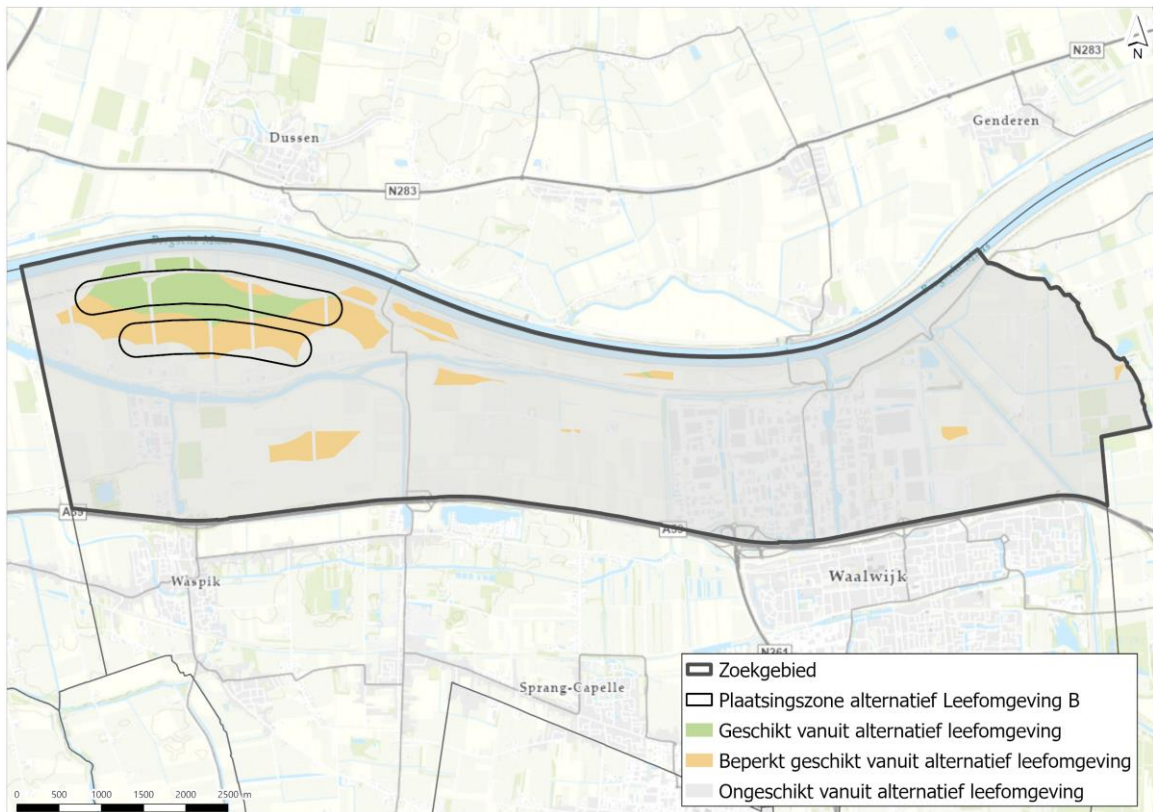 N283
N
Genderen
Dussen
N283
Bergsche Maas
A59
A59
Waspik
Waalwijk
N261
Sprang-Capelle
Zoekgebied
Plaatsingszone alternatief Leefomgeving B
Geschikt vanuit alternatief leefomgeving
Beperkt geschikt vanuit alternatief leefomgeving
Ongeschikt vanuit alternatief leefomgeving
0 500 1000 1500 2000 2500 m